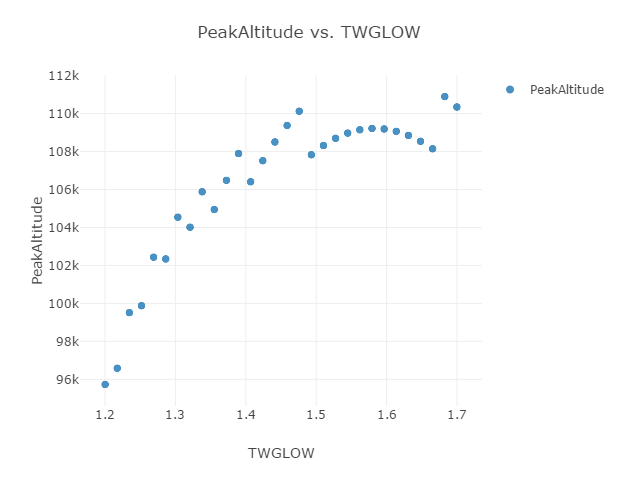 PeakAltitude vs. TWGLOW
112k
110k
108k
106k
104k
102k
100k
98k
96k
PeakAltitude
1.2 1.3 1.4 1.5 1.6 1.7
TWGLOW
PeakAltitude